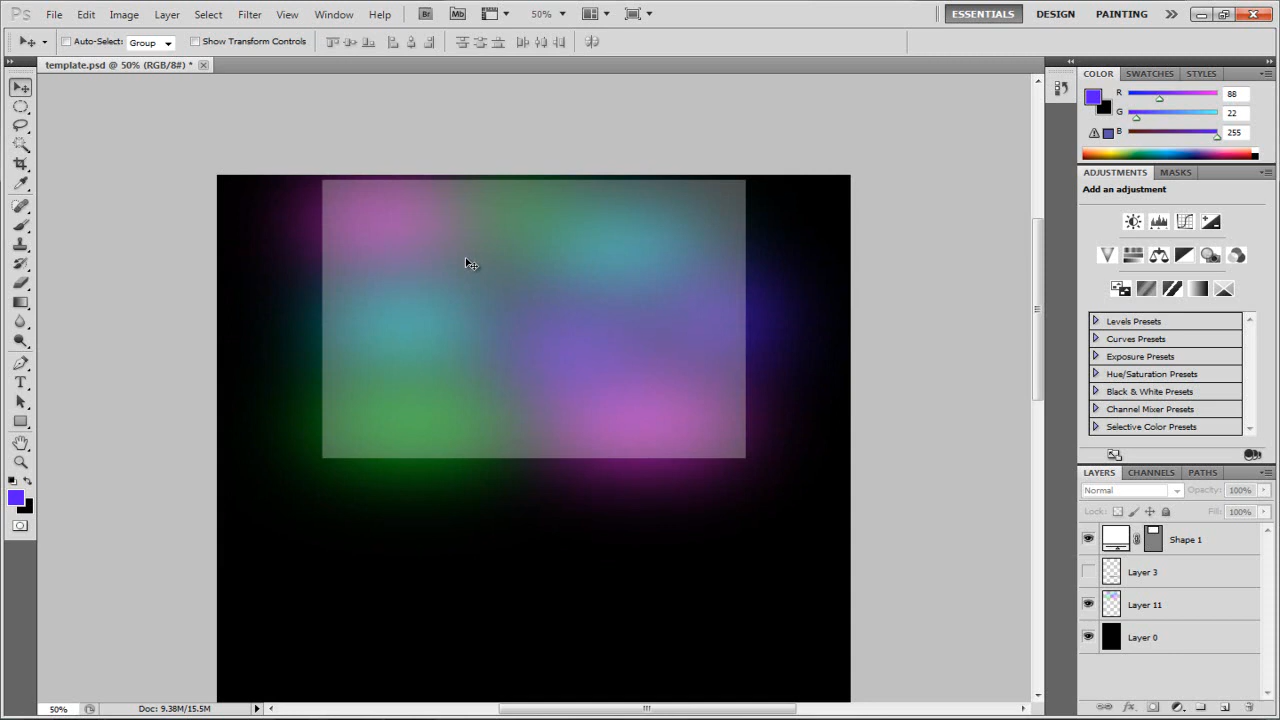 Ps File Edit Image Layer Select Filter View Window Help Br Mb 50% ESSENTIALS DESIGN PAINTING
Auto-Select: Group Show Transform Controls
template.psd @ 50% (RGB/8#) *
COLOR SWATCHES STYLES
R 88
G 22
B 255
ADJUSTMENTS MASKS
Add an adjustment
Levels Presets
Curves Presets
Exposure Presets
Hue/Saturation Presets
Black & White Presets
Channel Mixer Presets
Selective Color Presets
LAYERS CHANNELS PATHS
Normal Opacity: 100%
Lock: Fill: 100%
Shape 1
Layer 3
Layer 11
Layer 0
50% Doc: 9.38M/15.5M